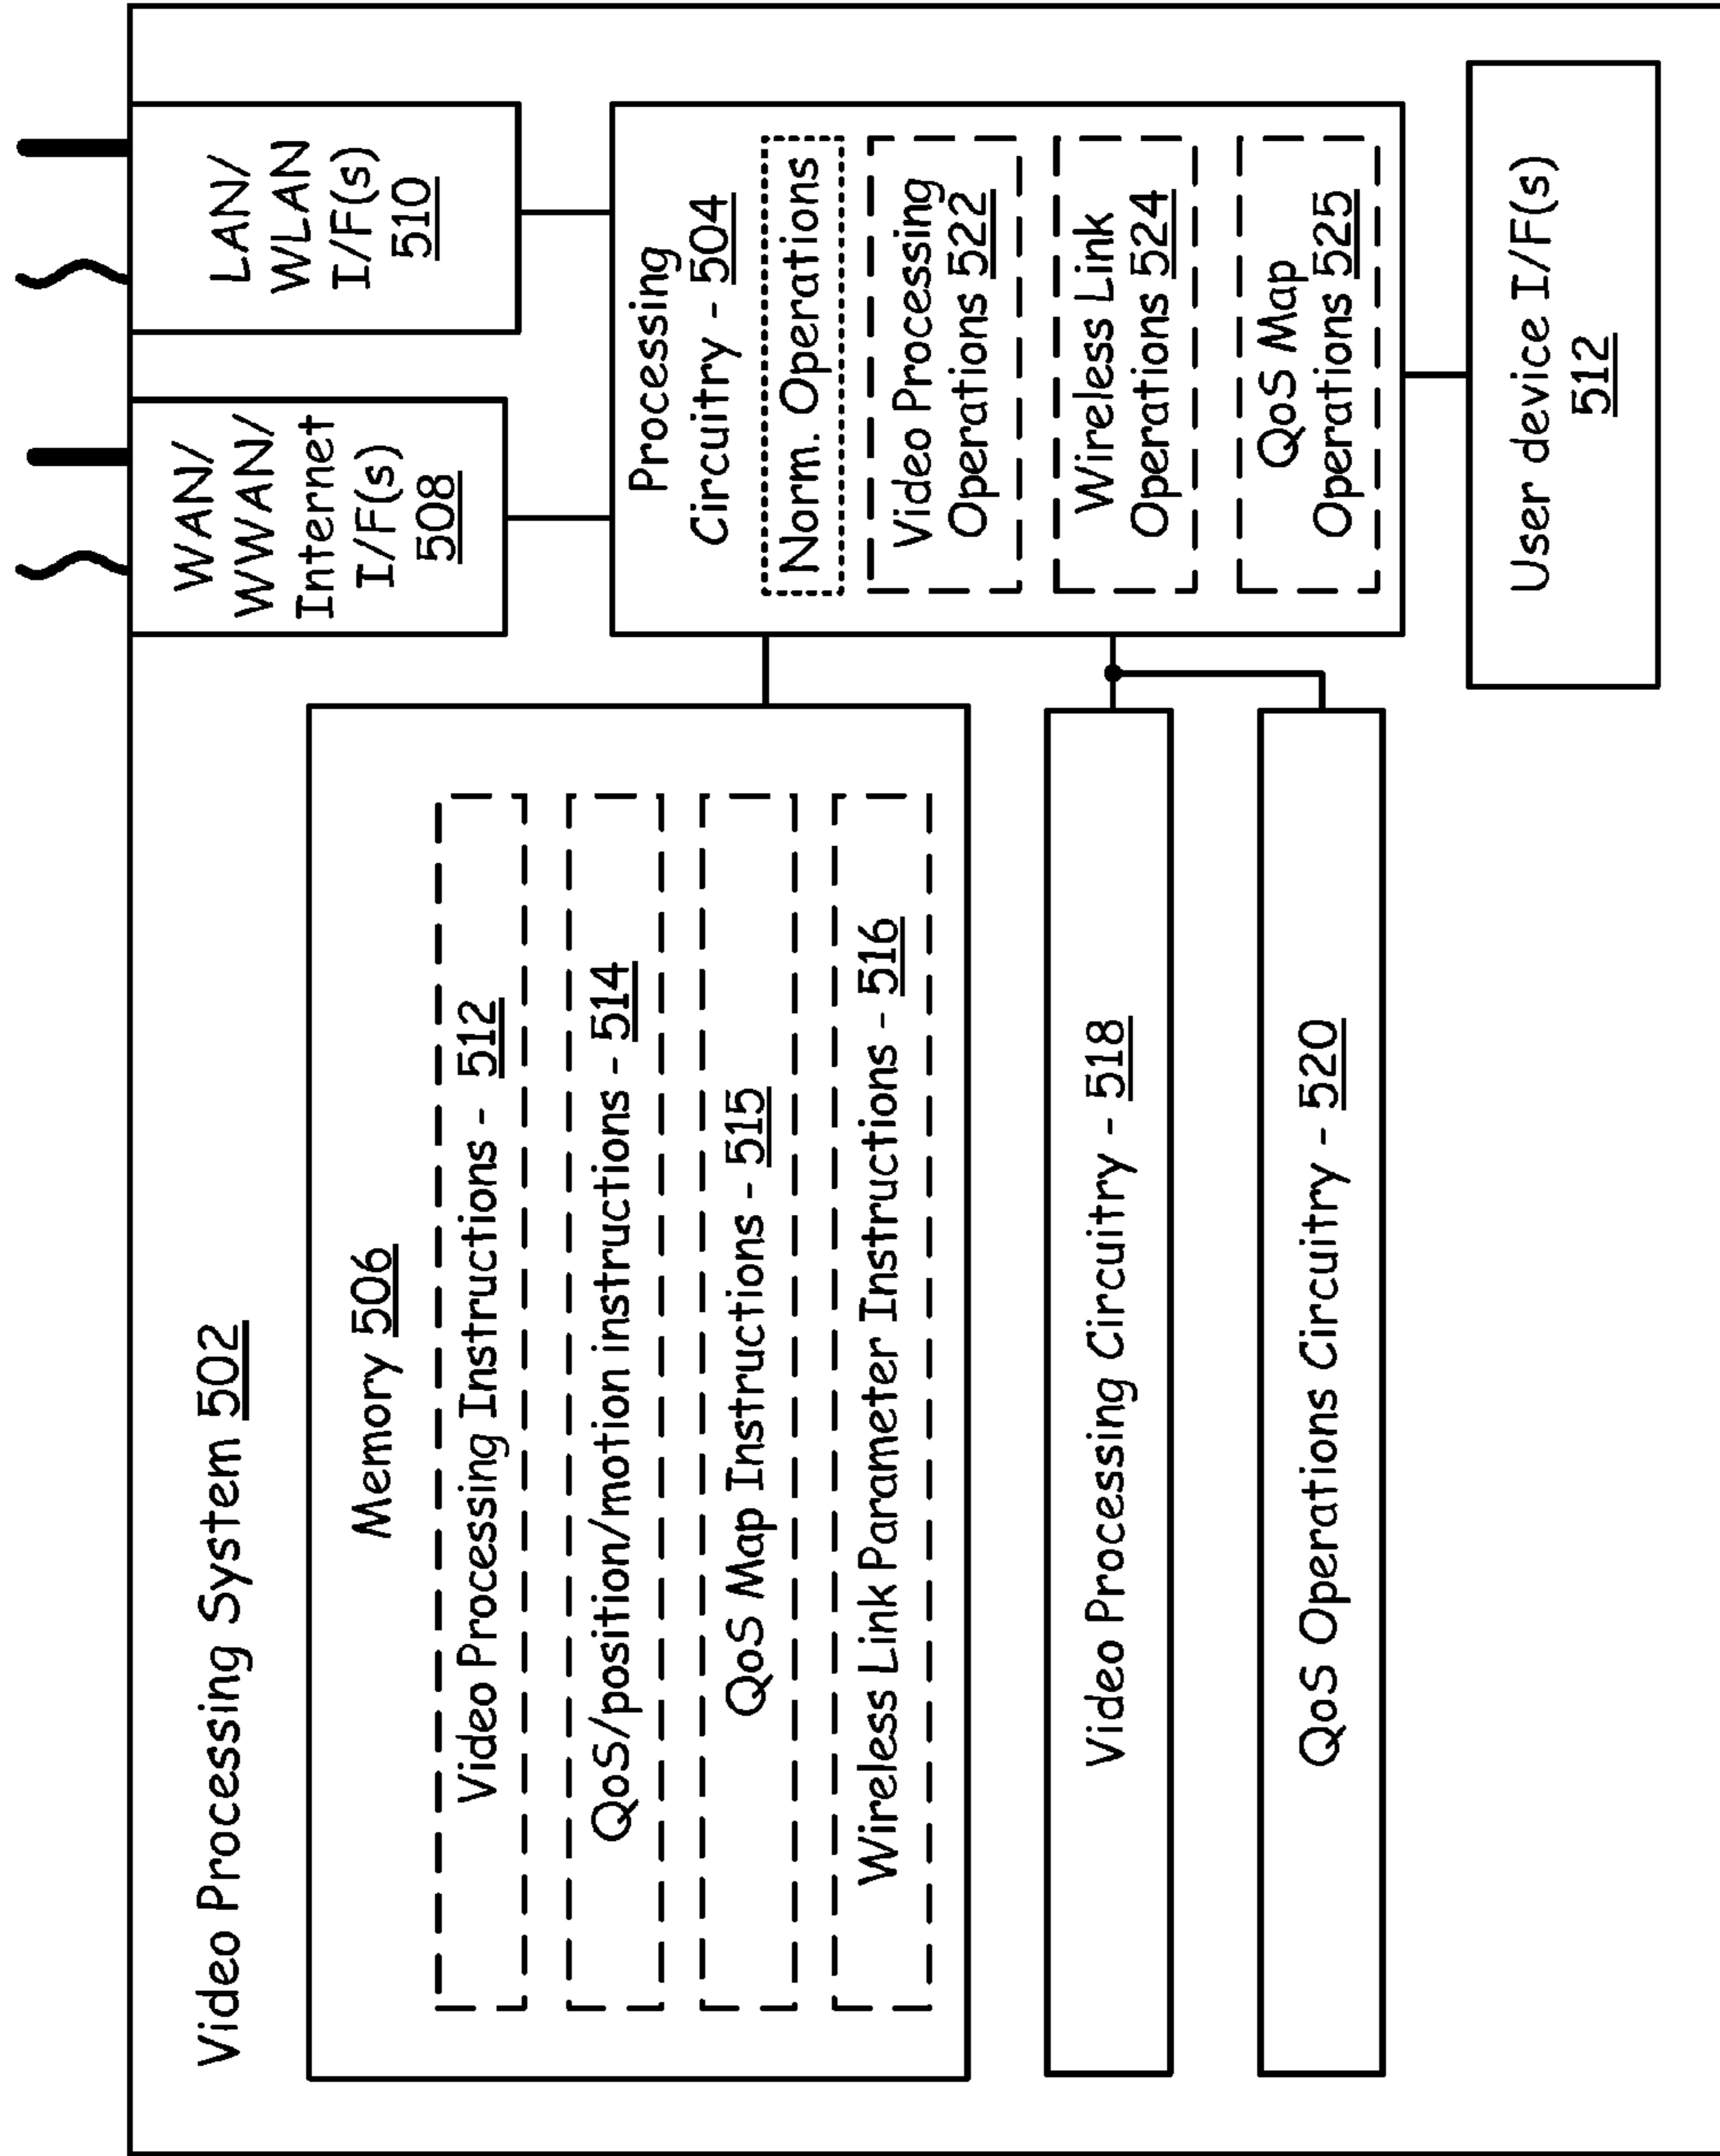 Video Processing System 502
Memory 506
Video Processing Instructions - 512
QoS/position/motion instructions - 514
QoS Map Instructions - 515
Wireless Link Parameter Instructions - 516
Video Processing Circuitry - 518
QoS Operations Circuitry - 520
WAN/
WWAN/
Internet
I/F(s)
508
LAN/
WLAN
I/F(s)
510
Processing
Circuitry - 504
Norm. Operations
Video Processing
Operations 522
Wireless Link
Operations 524
QoS Map
Operations 525
User device I/F(s)
512